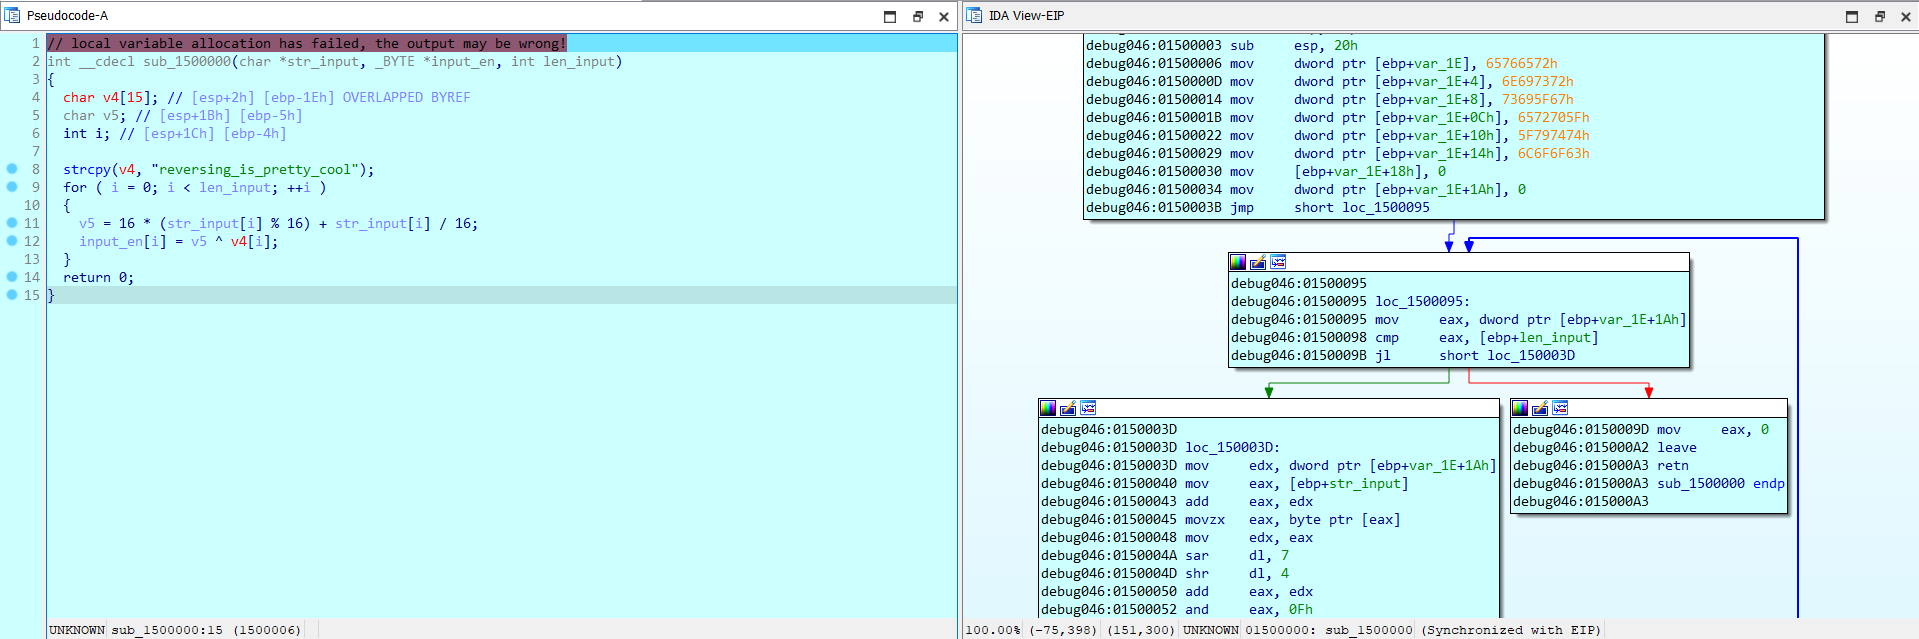 Pseudocode-A
1 // local variable allocation has failed, the output may be wrong!
2 int __cdecl sub_1500000(char *str_input, _BYTE *input_en, int len_input)
3 {
4   char v4[15]; // [esp+2h] [ebp-1Eh] OVERLAPPED BYREF
5   char v5; // [esp+1Bh] [ebp-5h]
6   int i; // [esp+1Ch] [ebp-4h]
7
8   strcpy(v4, "reversing_is_pretty_cool");
9   for ( i = 0; i < len_input; ++i )
10   {
11     v5 = 16 * (str_input[i] % 16) + str_input[i] / 16;
12     input_en[i] = v5 ^ v4[i];
13   }
14   return 0;
15 }
UNKNOWN sub_1500000:15 (1500006)
IDA View-EIP
debug046:01500003 sub     esp, 20h
debug046:01500006 mov     dword ptr [ebp+var_1E], 65766572h
debug046:0150000D mov     dword ptr [ebp+var_1E+4], 6E697372h
debug046:01500014 mov     dword ptr [ebp+var_1E+8], 73695F67h
debug046:0150001B mov     dword ptr [ebp+var_1E+0Ch], 6572705Fh
debug046:01500022 mov     dword ptr [ebp+var_1E+10h], 5F797474h
debug046:01500029 mov     dword ptr [ebp+var_1E+14h], 6C6F6F63h
debug046:01500030 mov     [ebp+var_1E+18h], 0
debug046:01500034 mov     dword ptr [ebp+var_1E+1Ah], 0
debug046:0150003B jmp     short loc_1500095
debug046:01500095
debug046:01500095 loc_1500095:
debug046:01500095 mov     eax, dword ptr [ebp+var_1E+1Ah]
debug046:01500098 cmp     eax, [ebp+len_input]
debug046:0150009B jl      short loc_150003D
debug046:0150003D
debug046:0150003D loc_150003D:
debug046:0150003D mov     edx, dword ptr [ebp+var_1E+1Ah]
debug046:01500040 mov     eax, [ebp+str_input]
debug046:01500043 add     eax, edx
debug046:01500045 movzx   eax, byte ptr [eax]
debug046:01500048 mov     edx, eax
debug046:0150004A sar     dl, 7
debug046:0150004D shr     dl, 4
debug046:01500050 add     eax, edx
debug046:01500052 and     eax, 0Fh
debug046:0150009D mov     eax, 0
debug046:015000A2 leave
debug046:015000A3 retn
debug046:015000A3 sub_1500000 endp
debug046:015000A3
100.00% (-75,398) (151,300) UNKNOWN 01500000: sub_1500000 (Synchronized with EIP)